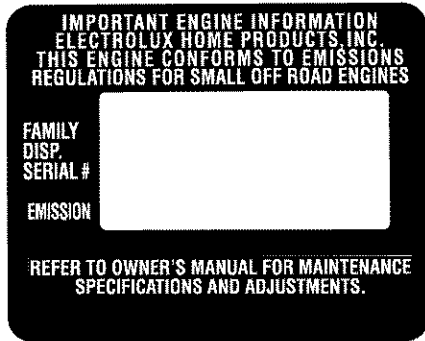 IMPORTANT ENGINE INFORMATION
ELECTROLUX HOME PRODUCTS, INC.
THIS ENGINE CONFORMS TO EMISSIONS
REGULATIONS FOR SMALL OFF ROAD ENGINES
FAMILY
DISP.
SERIAL #
EMISSION
REFER TO OWNER'S MANUAL FOR MAINTENANCE
SPECIFICATIONS AND ADJUSTMENTS.